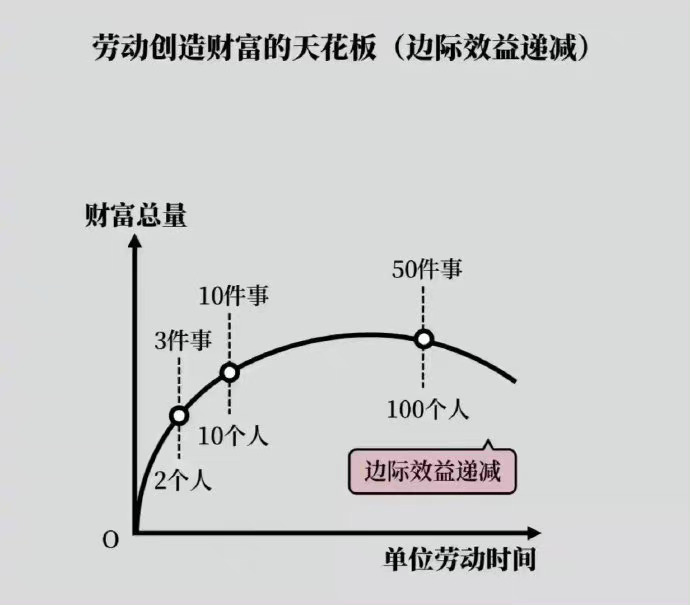 劳动创造财富的天花板（边际效益递减）
财富总量
50件事
10件事
3件事
100个人
10个人
2个人
边际效益递减
O
单位劳动时间